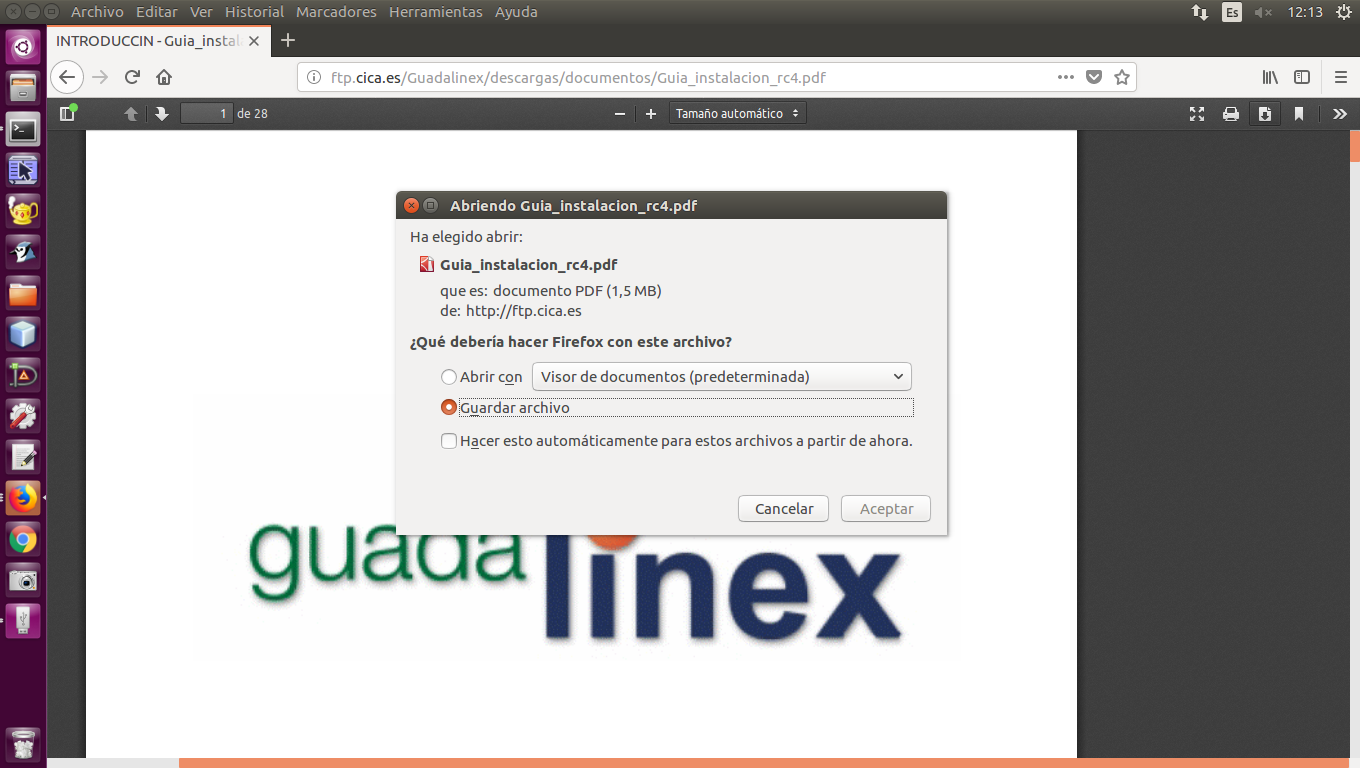 Archivo Editar Ver Historial Marcadores Herramientas Ayuda
Es 12:13
INTRODUCCIN - Guia_instal
ftp.cica.es/Guadalinex/descargas/documentos/Guia_instalacion_rc4.pdf
1 de 28
Tamaño automático
Abriendo Guia_instalacion_rc4.pdf
Ha elegido abrir:
Guia_instalacion_rc4.pdf
que es: documento PDF (1,5 MB)
de: http://ftp.cica.es
¿Qué debería hacer Firefox con este archivo?
Abrir con Visor de documentos (predeterminada)
Guardar archivo
Hacer esto automáticamente para estos archivos a partir de ahora.
Cancelar Aceptar
guadalinex